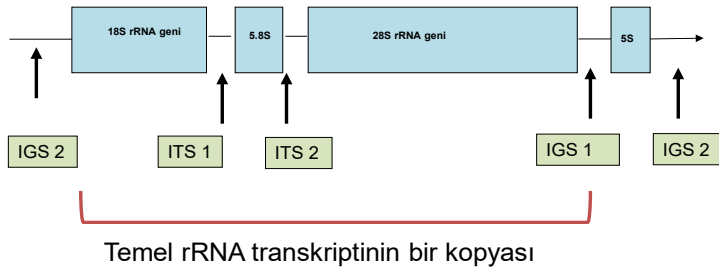 18S rRNA geni
5.8S
28S rRNA geni
5S
IGS 2
ITS 1
ITS 2
IGS 1
IGS 2
Temel rRNA transkriptinin bir kopyası